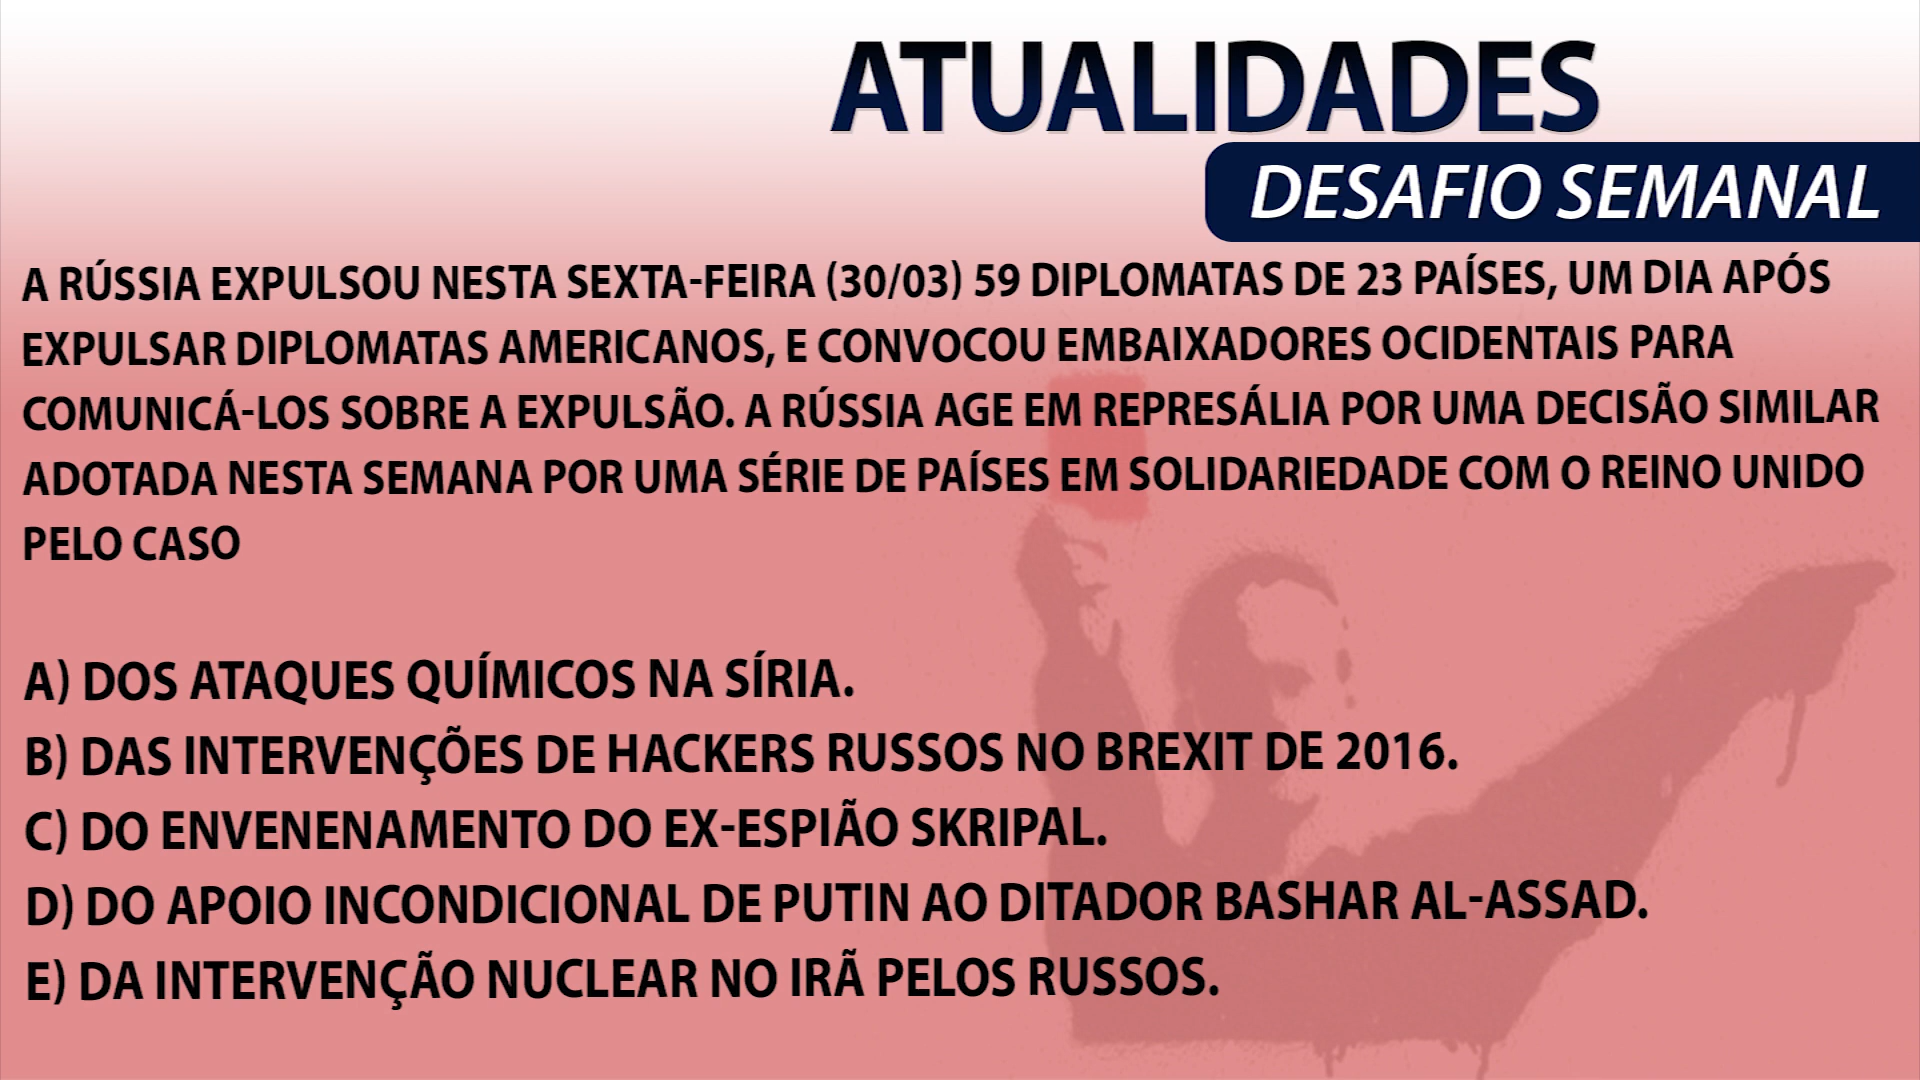 ATUALIDADES
DESAFIO SEMANAL
A RÚSSIA EXPULSOU NESTA SEXTA-FEIRA (30/03) 59 DIPLOMATAS DE 23 PAÍSES, UM DIA APÓS
EXPULSAR DIPLOMATAS AMERICANOS, E CONVOCOU EMBAIXADORES OCIDENTAIS PARA
COMUNICÁ-LOS SOBRE A EXPULSÃO. A RÚSSIA AGE EM REPRESÁLIA POR UMA DECISÃO SIMILAR
ADOTADA NESTA SEMANA POR UMA SÉRIE DE PAÍSES EM SOLIDARIEDADE COM O REINO UNIDO
PELO CASO
A) DOS ATAQUES QUÍMICOS NA SÍRIA.
B) DAS INTERVENÇÕES DE HACKERS RUSSOS NO BREXIT DE 2016.
C) DO ENVENENAMENTO DO EX-ESPIÃO SKRIPAL.
D) DO APOIO INCONDICIONAL DE PUTIN AO DITADOR BASHAR AL-ASSAD.
E) DA INTERVENÇÃO NUCLEAR NO IRÃ PELOS RUSSOS.